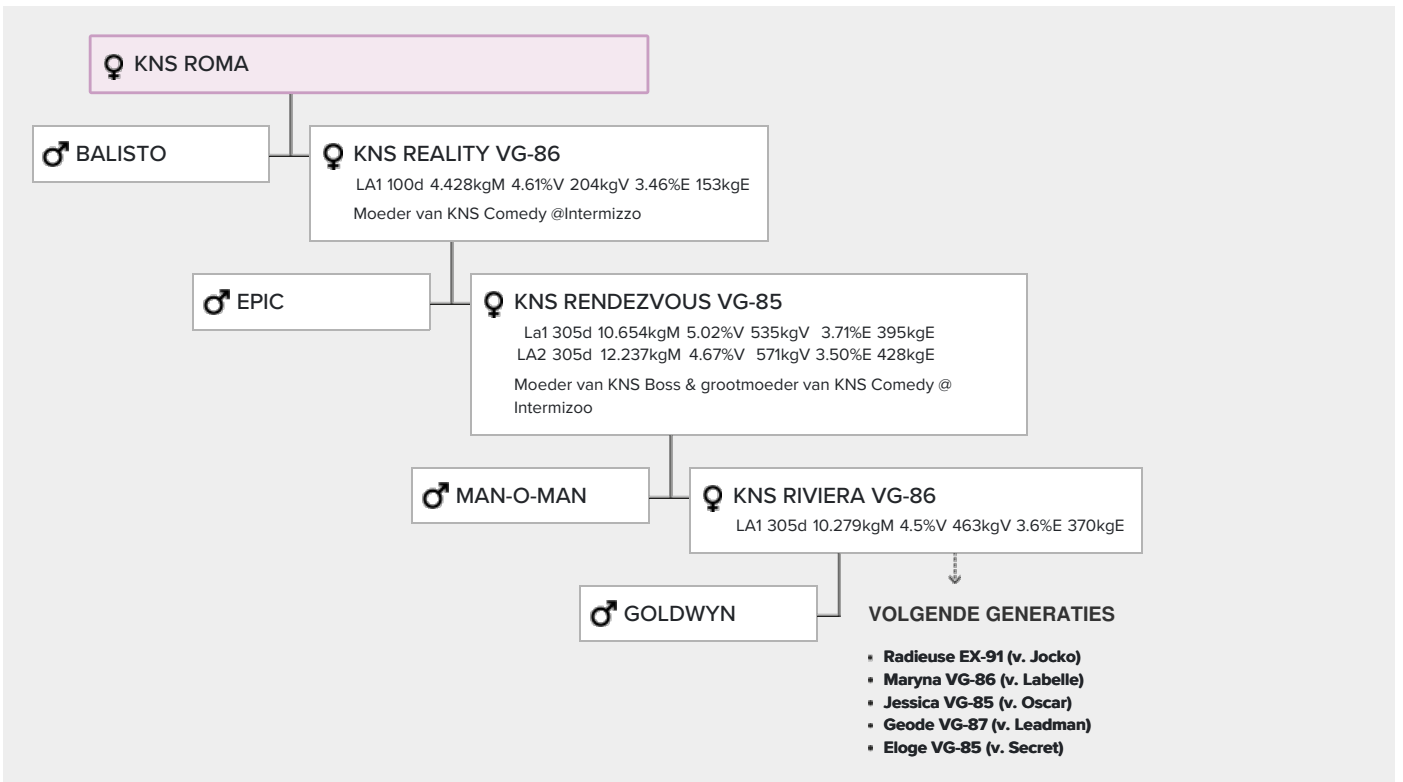 KNS ROMA
BALISTO
KNS REALITY VG-86
LA1 100d 4.428kgM 4.61%V 204kgV 3.46%E 153kgE
Moeder van KNS Comedy @Intermizzo
EPIC
KNS RENDEZVOUS VG-85
La1 305d 10.654kgM 5.02%V 535kgV 3.71%E 395kgE
LA2 305d 12.237kgM 4.67%V 571kgV 3.50%E 428kgE
Moeder van KNS Boss & grootmoeder van KNS Comedy @
Intermizoo
MAN-O-MAN
KNS RIVIERA VG-86
LA1 305d 10.279kgM 4.5%V 463kgV 3.6%E 370kgE
GOLDWYN
VOLGENDE GENERATIES
• Radieuse EX-91 (v. Jocko)
• Maryna VG-86 (v. Labelle)
• Jessica VG-85 (v. Oscar)
• Geode VG-87 (v. Leadman)
• Eloge VG-85 (v. Secret)